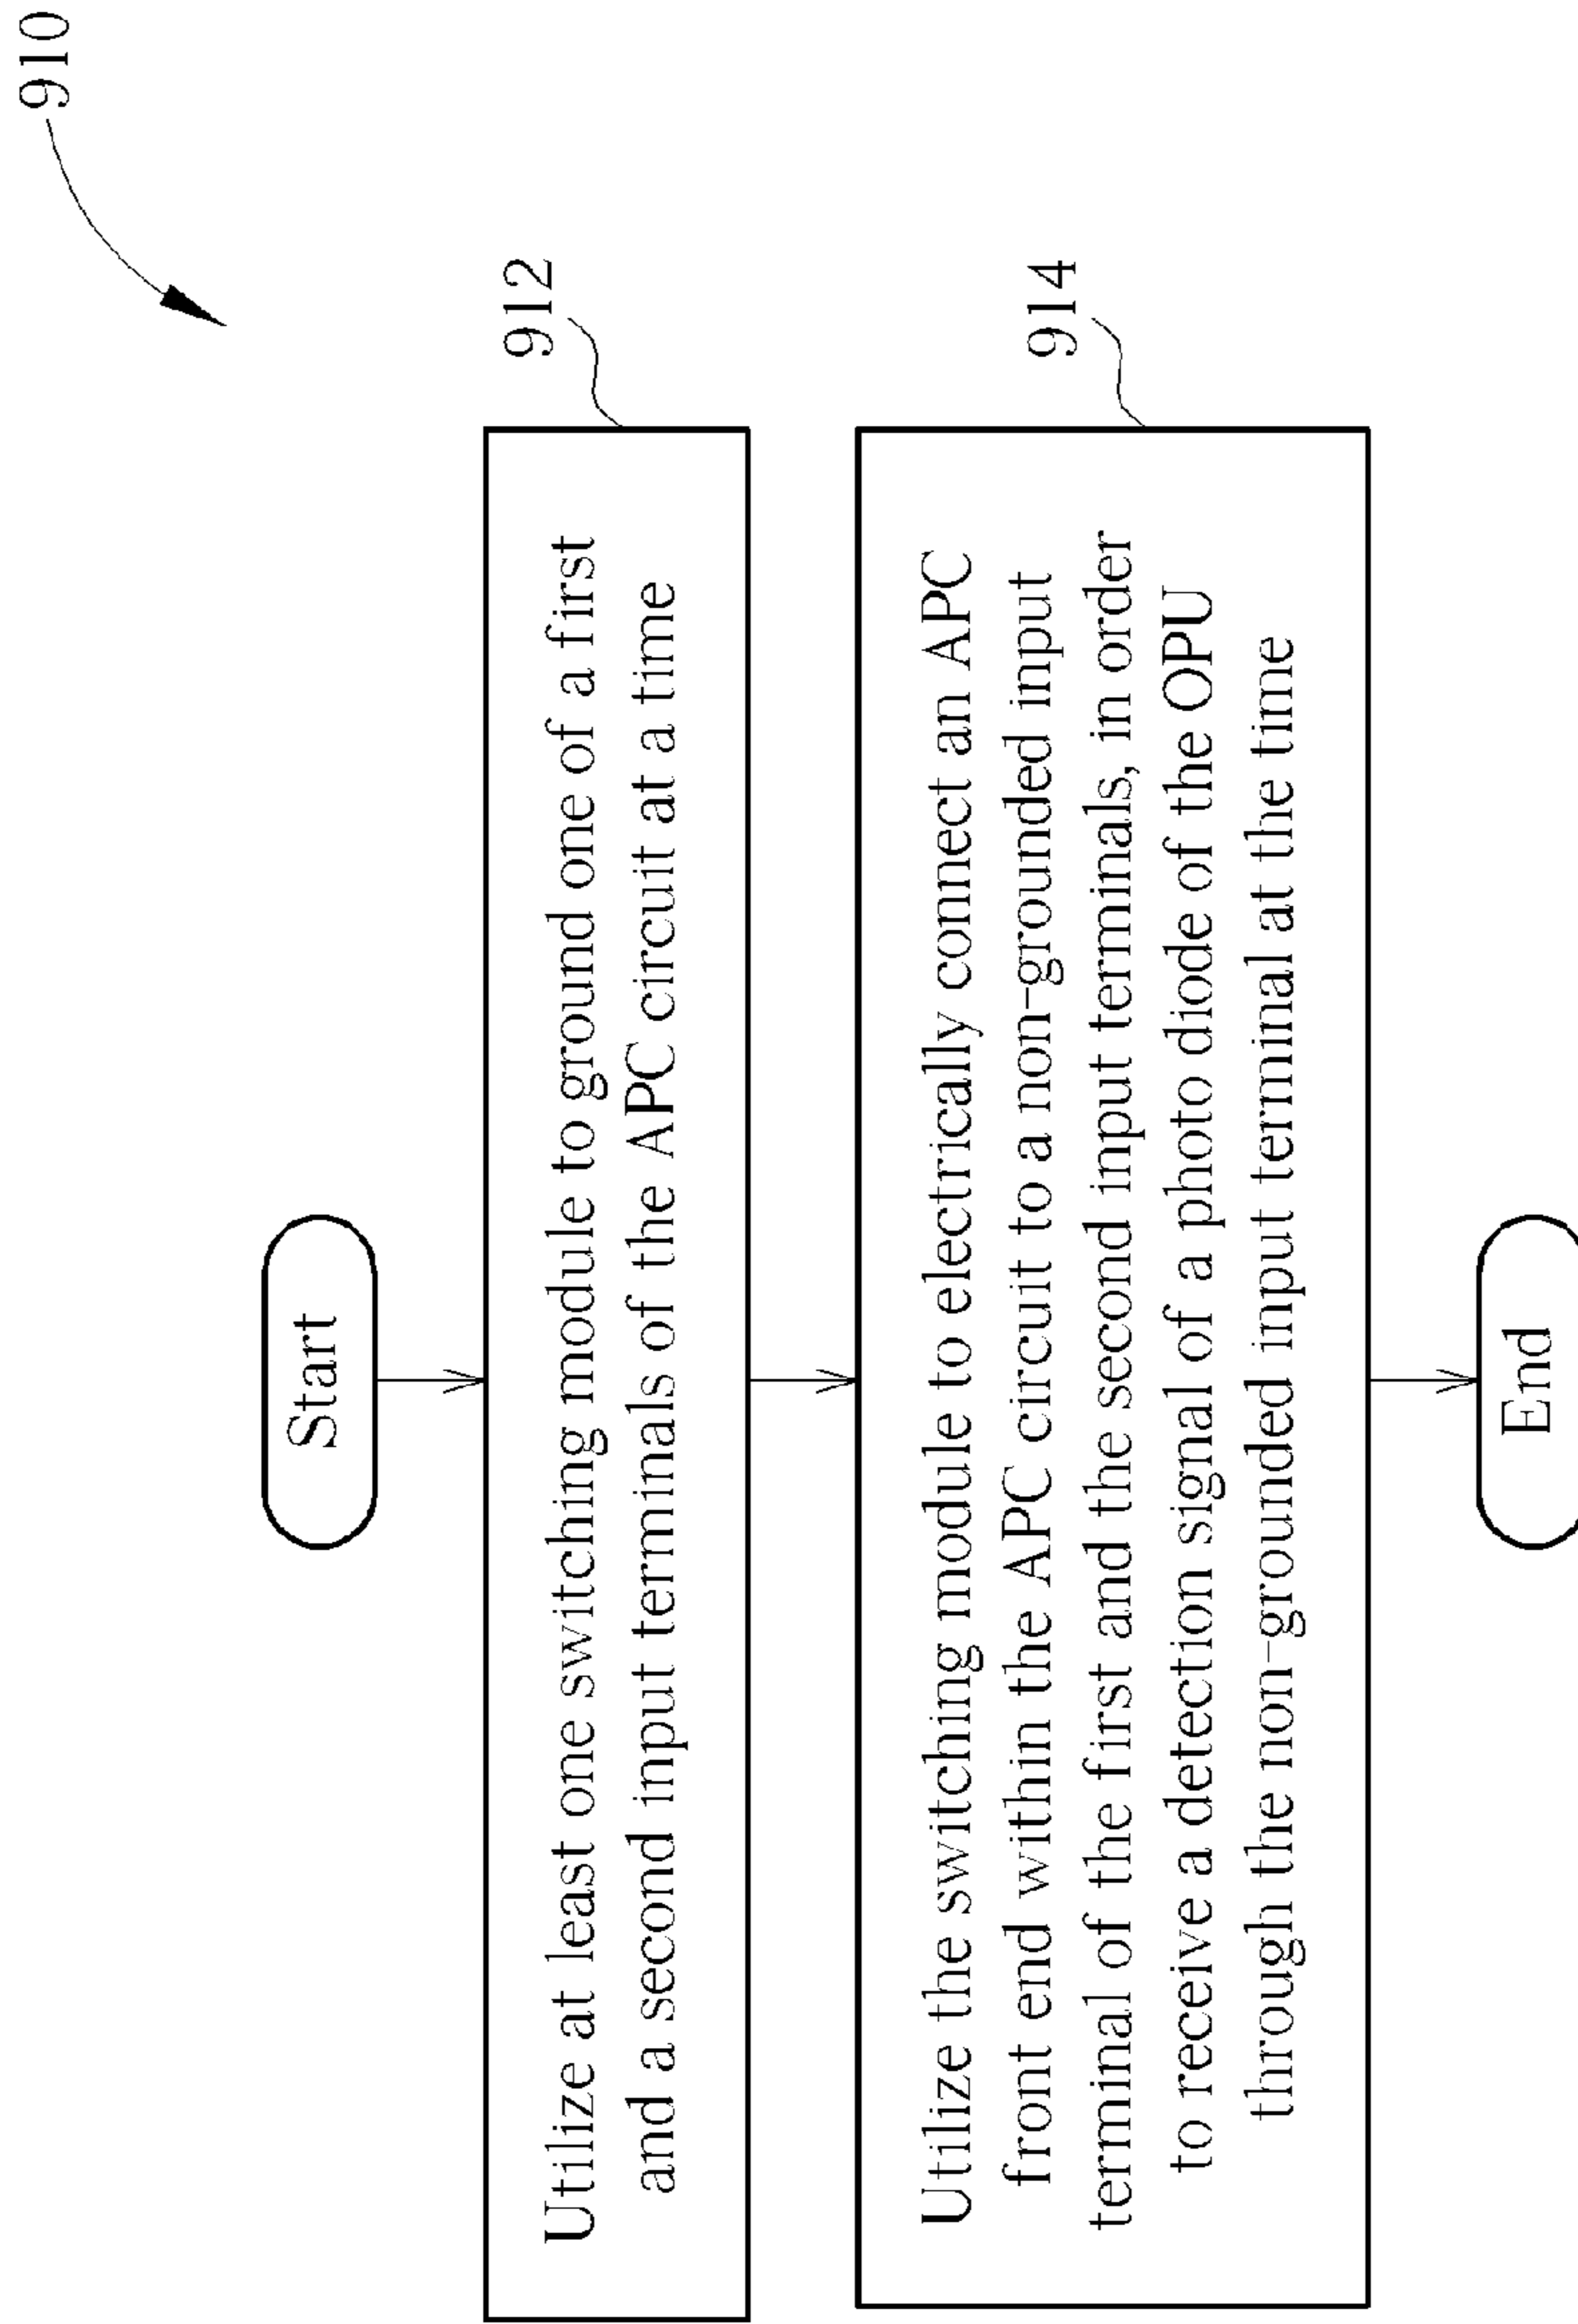 910
Start
912
Utilize at least one switching module to ground one of a first
and a second input terminals of the APC circuit at a time
914
Utilize the switching module to electrically connect an APC
front end within the APC circuit to a non-grounded input
terminal of the first and the second input terminals, in order
to receive a detection signal of a photo diode of the OPU
through the non-grounded input terminal at the time
End